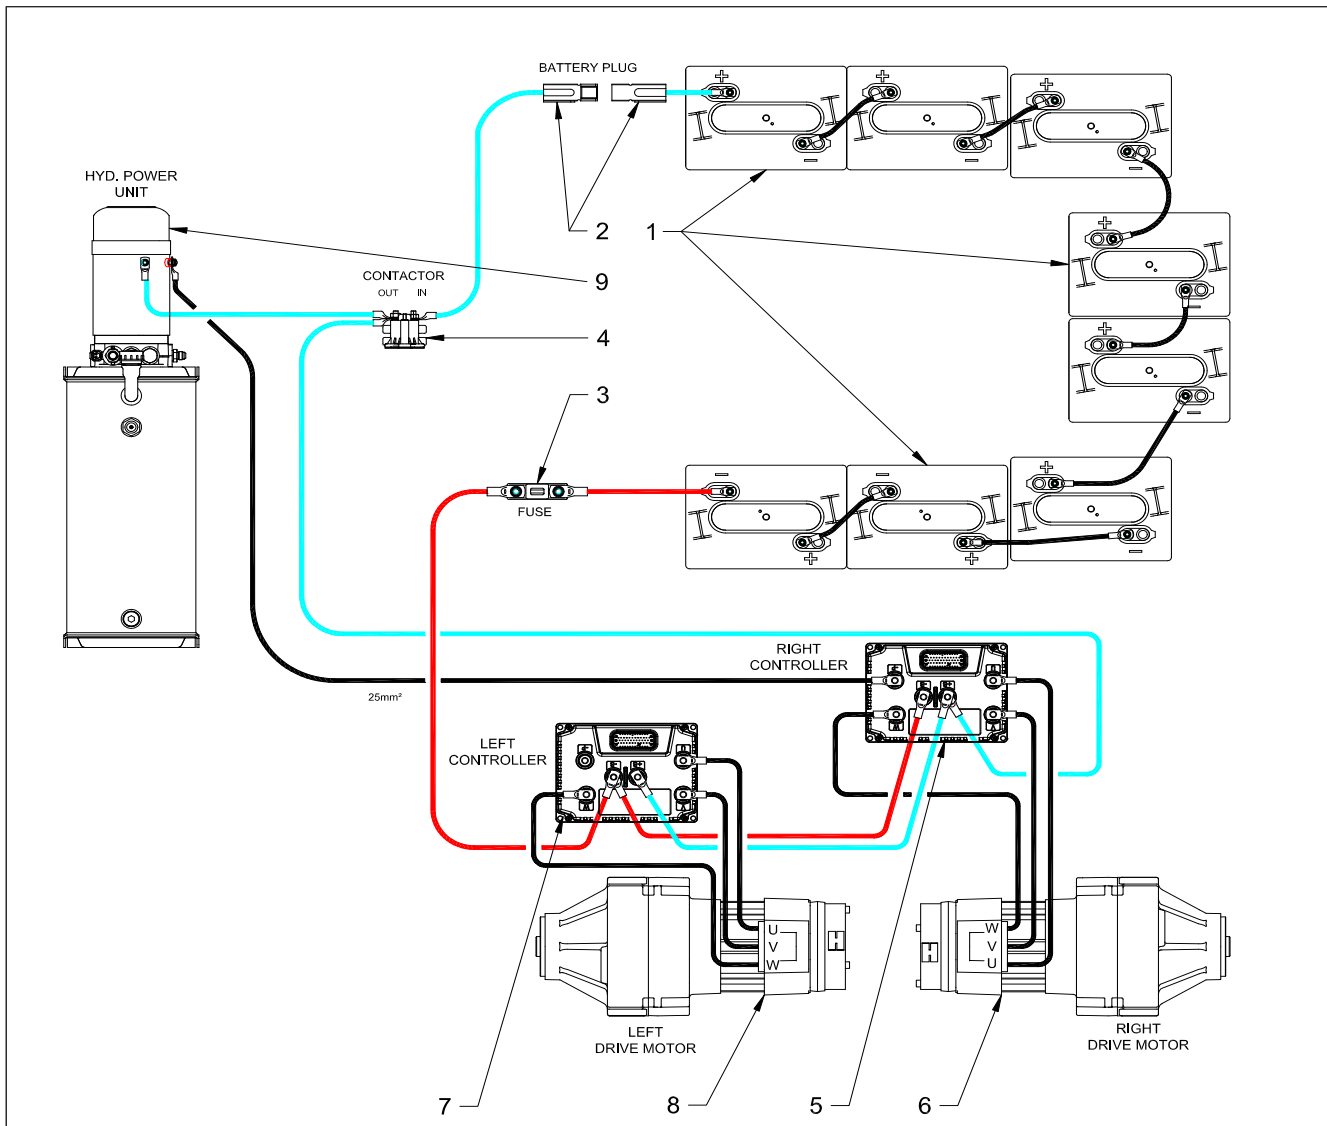 BATTERY PLUG
HYD. POWER
UNIT
2
1
9
CONTACTOR
OUT IN
4
3
FUSE
RIGHT
CONTROLLER
25mm²
LEFT
CONTROLLER
U
V
W
W
V
U
LEFT
DRIVE MOTOR
RIGHT
DRIVE MOTOR
7
8
5
6